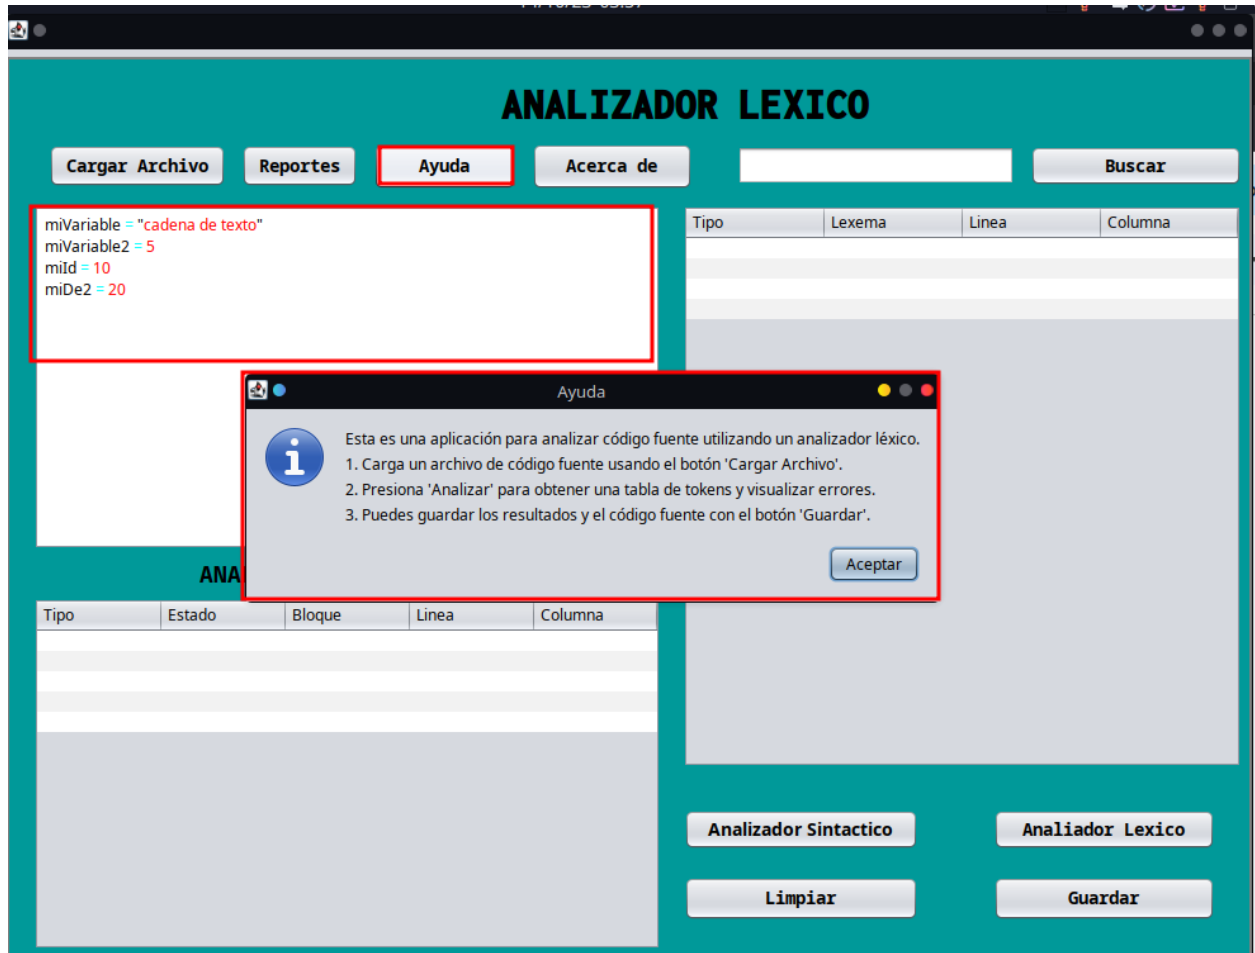 ANALIZADOR LEXICO
Cargar Archivo Reportes Ayuda Acerca de Buscar
miVariable = "cadena de texto"
miVariable2 = 5
miId = 10
miDe2 = 20
Tipo Lexema Linea Columna
Ayuda
Esta es una aplicación para analizar código fuente utilizando un analizador léxico.
1. Carga un archivo de código fuente usando el botón 'Cargar Archivo'.
2. Presiona 'Analizar' para obtener una tabla de tokens y visualizar errores.
3. Puedes guardar los resultados y el código fuente con el botón 'Guardar'.
Aceptar
ANA
Tipo Estado Bloque Linea Columna
Analizador Sintactico Analiador Lexico
Limpiar Guardar